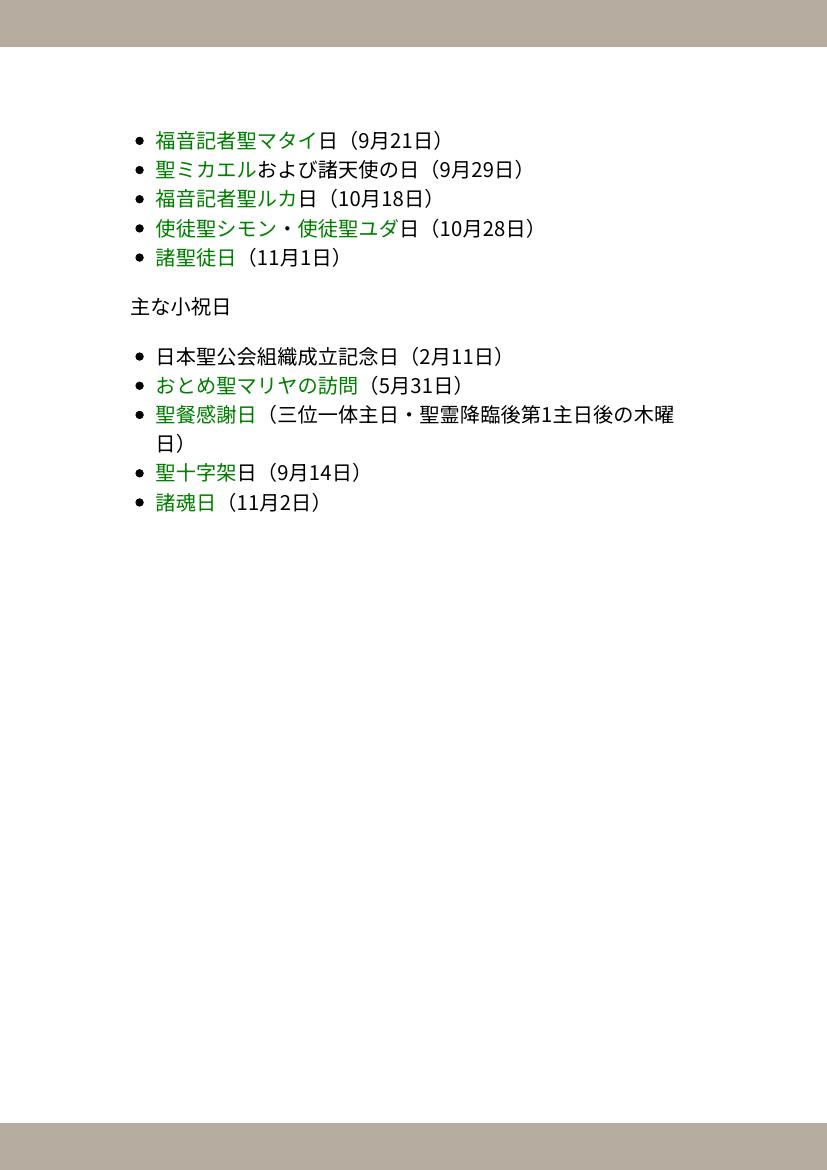 福音記者聖マタイ日（9月21日）
聖ミカエルおよび諸天使の日（9月29日）
福音記者聖ルカ日（10月18日）
使徒聖シモン・使徒聖ユダ日（10月28日）
諸聖徒日（11月1日）
主な小祝日
日本聖公会組織成立記念日（2月11日）
おとめ聖マリヤの訪問（5月31日）
聖餐感謝日（三位一体主日・聖霊降臨後第1主日後の木曜
日）
聖十字架日（9月14日）
諸魂日（11月2日）